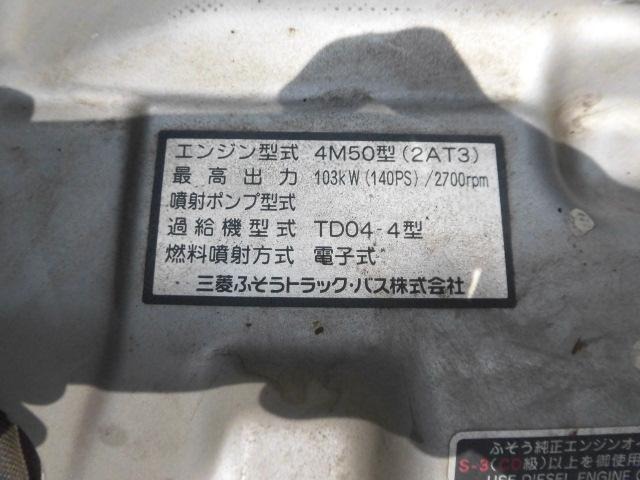 エンジン型式 4M50型(2AT3)
最高出力 103kW(140PS)/2700rpm
噴射ポンプ型式
過給機型式 TD04-4型
燃料噴射方式 電子式
三菱ふそうトラック・バス株式会社
ふそう純正エンジンオイ
S-3(CD級)以上を御使用
USE DIESEL ENGINE